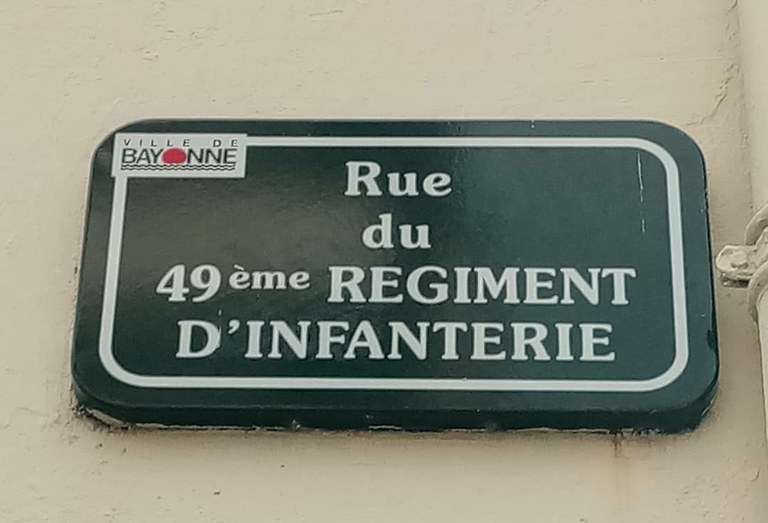 VILLE DE
BAYONNE
Rue
du
49ème REGIMENT
D'INFANTERIE